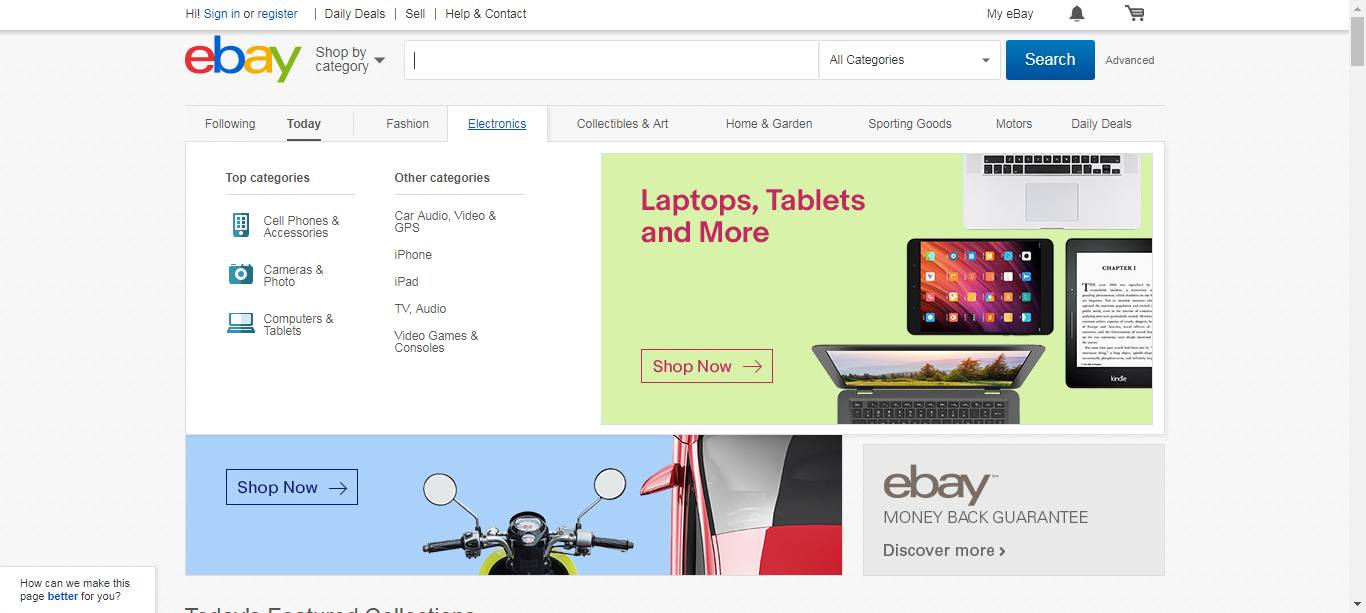 Hi! Sign in or register | Daily Deals | Sell | Help & Contact
My eBay
ebay
Shop by
category
All Categories
Search
Advanced
Following
Today
Fashion
Electronics
Collectibles & Art
Home & Garden
Sporting Goods
Motors
Daily Deals
Top categories
Cell Phones &
Accessories
Cameras &
Photo
Computers &
Tablets
Other categories
Car Audio, Video &
GPS
iPhone
iPad
TV, Audio
Video Games &
Consoles
Laptops, Tablets
and More
Shop Now
CHAPTER I
kindle
Shop Now
ebay
MONEY BACK GUARANTEE
Discover more
How can we make this
page better for you?
Today's Featured Collections